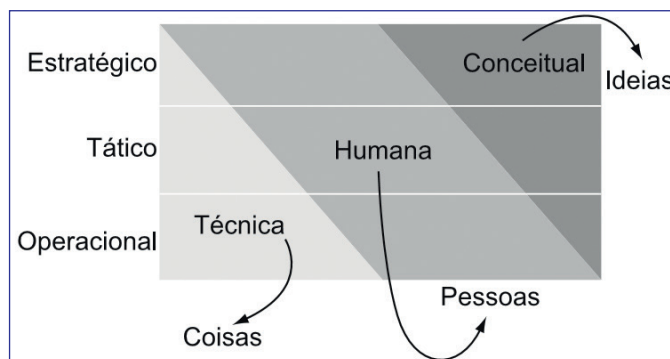 Estratégico
Conceitual
Ideias
Tático
Humana
Operacional
Técnica
Pessoas
Coisas